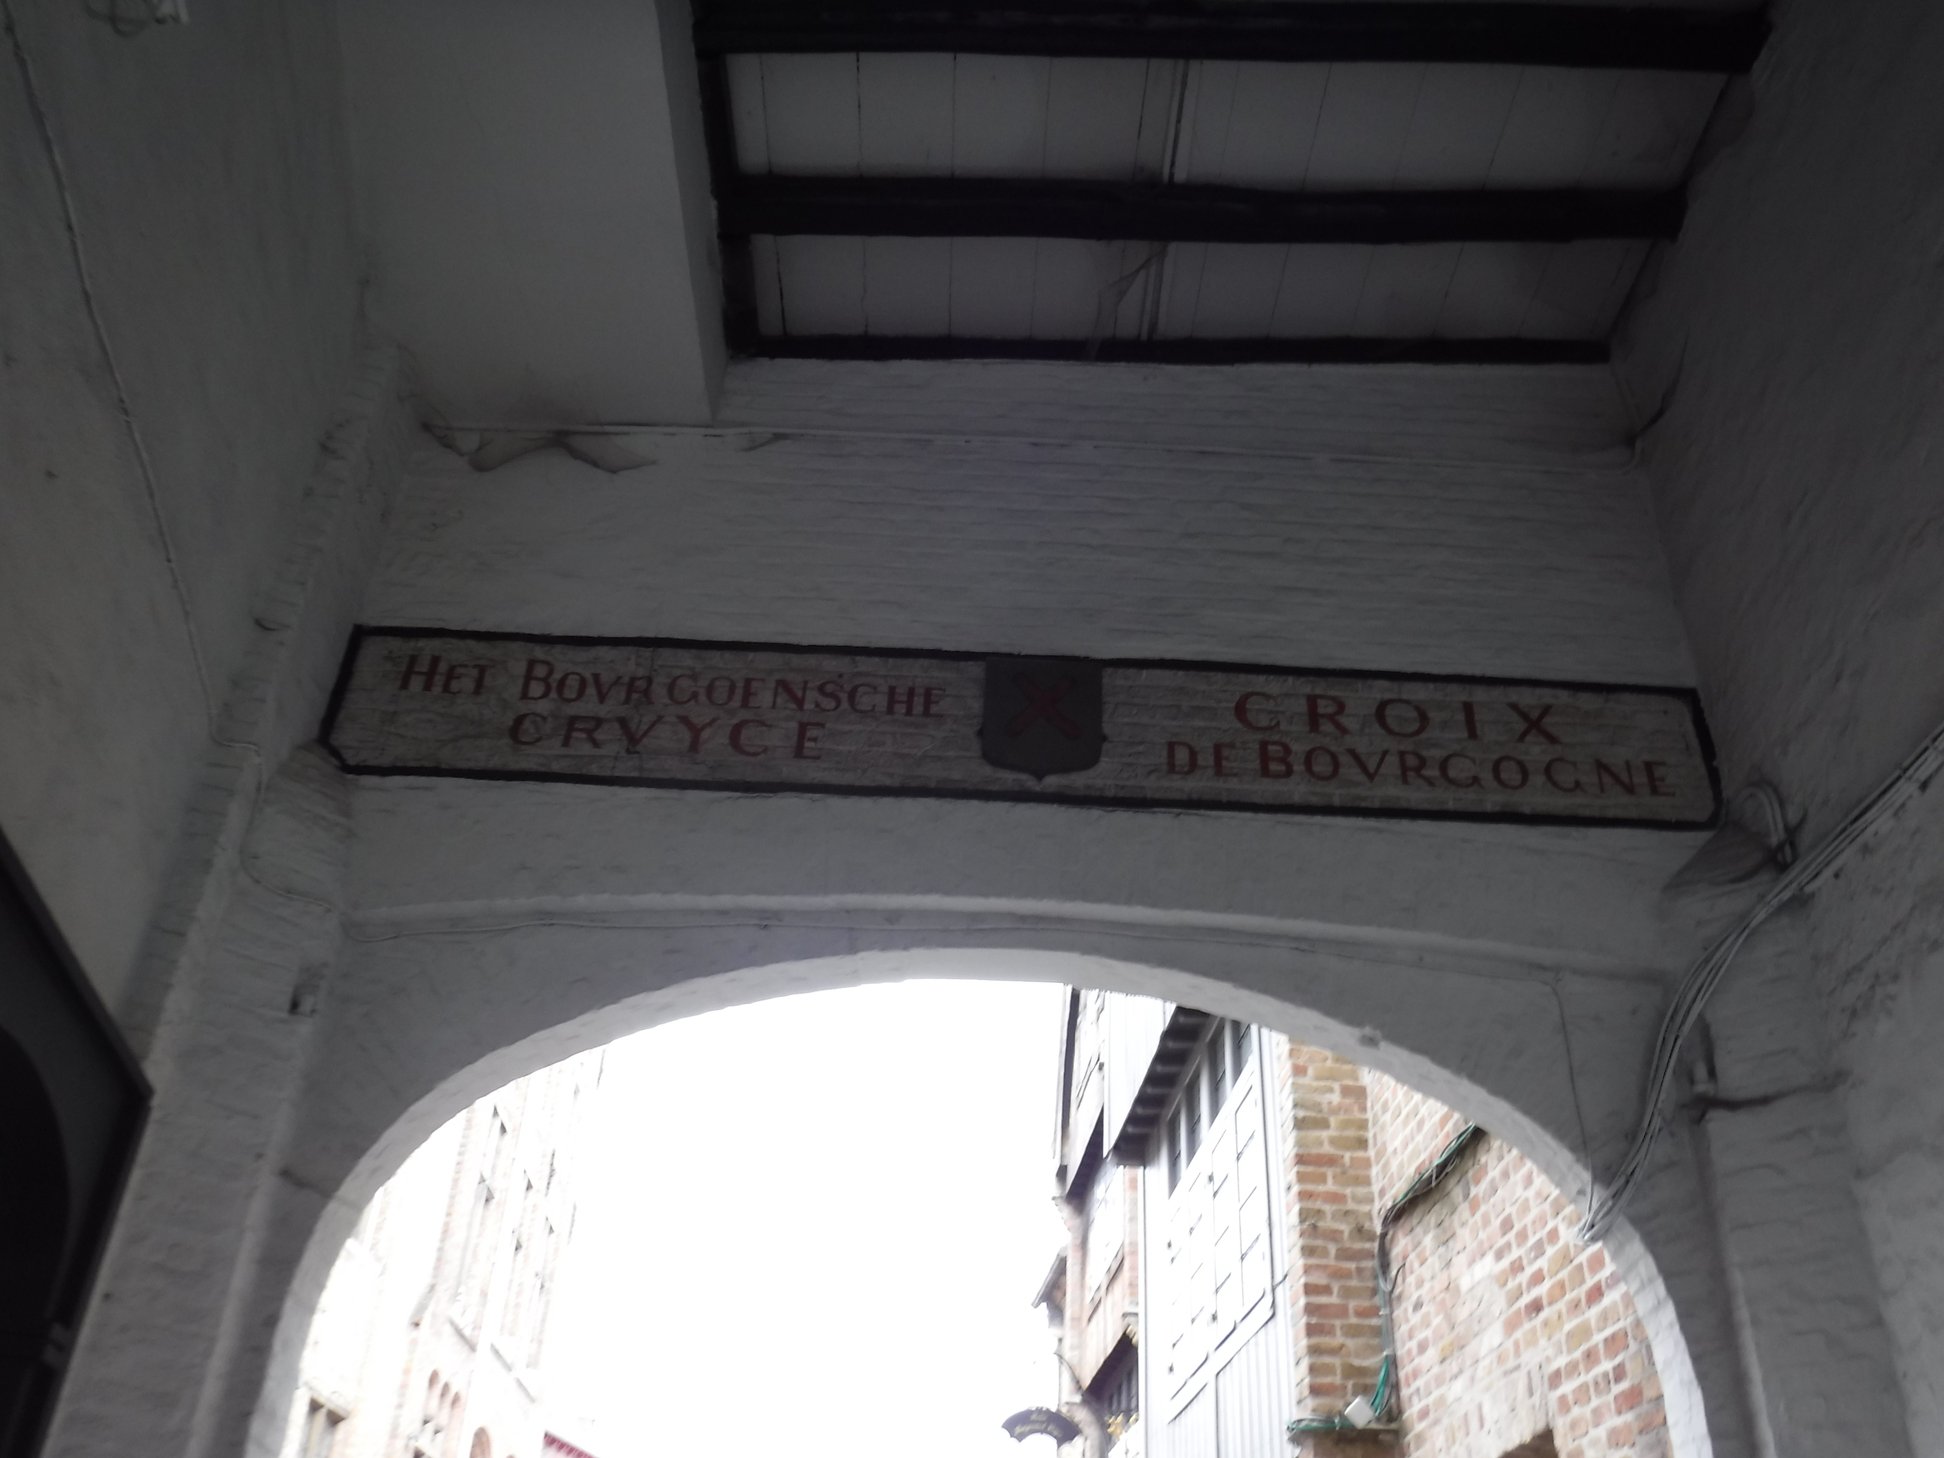 HET BOVRGOENSCHE
CRVYCE
CROIX
DE BOVRGOGNE